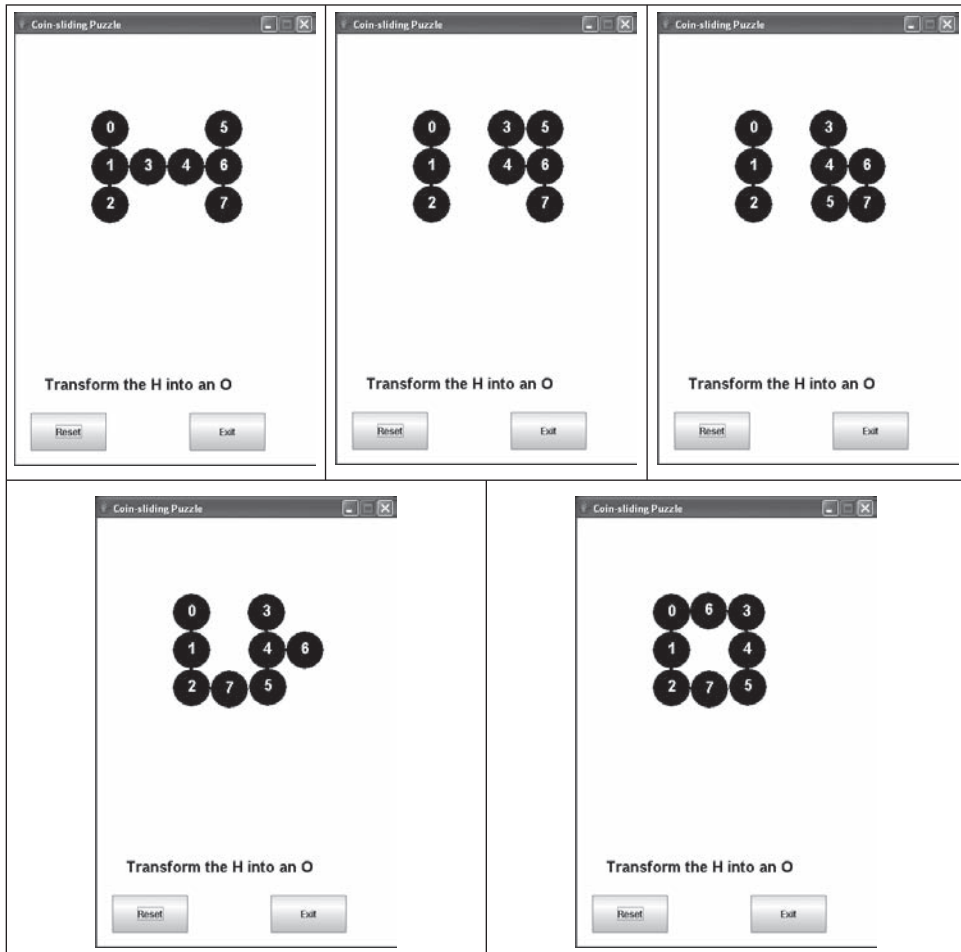 Coin-sliding Puzzle
0 5
1 3 4 6
2 7
Transform the H into an O
Reset Exit
Coin-sliding Puzzle
0 3 5
1 4 6
2 7
Transform the H into an O
Reset Exit
Coin-sliding Puzzle
0 3
1 4 6
2 5 7
Transform the H into an O
Reset Exit
Coin-sliding Puzzle
0 3
1 4 6
2 7 5
Transform the H into an O
Reset Exit
Coin-sliding Puzzle
0 6 3
1 4
2 7 5
Transform the H into an O
Reset Exit